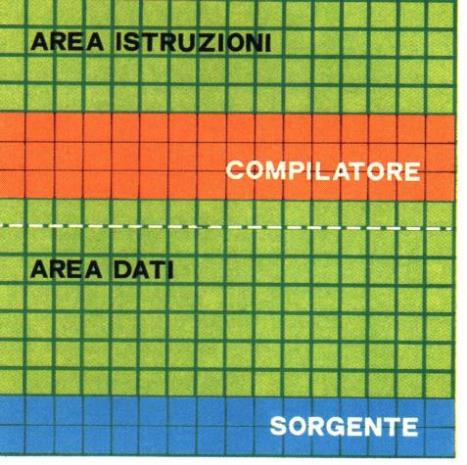 AREA ISTRUZIONI
COMPILATORE
AREA DATI
SORGENTE